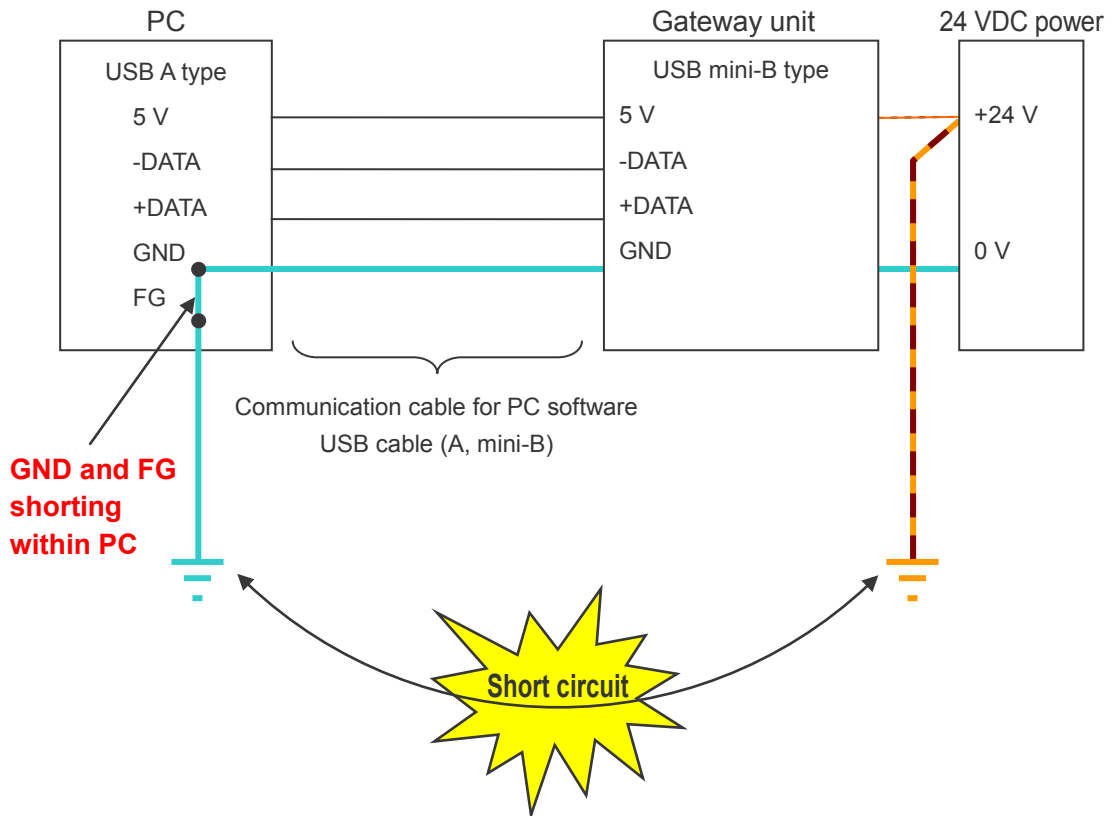 PC
USB A type
5 V
-DATA
+DATA
GND
FG
Gateway unit
USB mini-B type
5 V
-DATA
+DATA
GND
24 VDC power
+24 V
0 V
Communication cable for PC software
USB cable (A, mini-B)
GND and FG
shorting
within PC
Short circuit